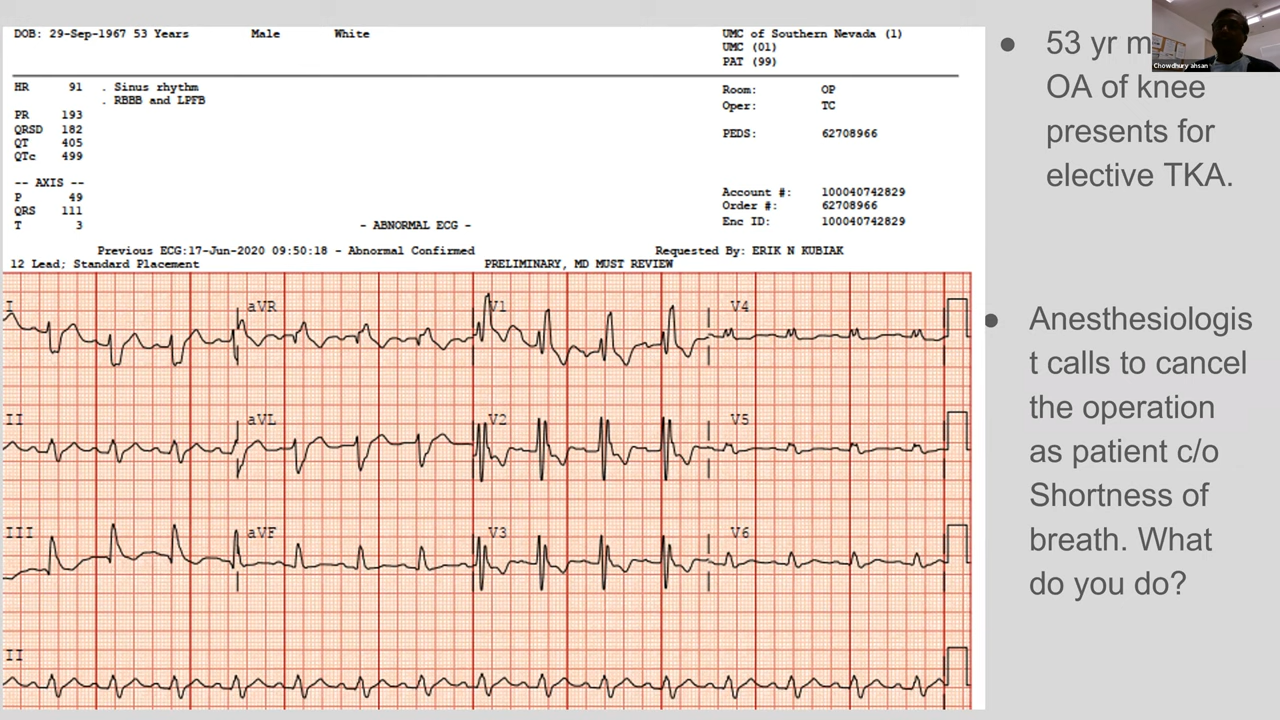 DOB: 29-Sep-1967 53 Years Male White
UMC of Southern Nevada (1)
UMC (01)
PAT (99)
HR 91 . Sinus rhythm
. RBBB and LPFB
PR 193
QRSD 182
QT 405
QTc 499
-- AXIS --
P 49
QRS 111
T 3
Room: OP
Oper: TC
PEDS: 62708966
Account #: 100040742829
Order #: 62708966
Enc ID: 100040742829
- ABNORMAL ECG -
Previous ECG:17-Jun-2020 09:50:18 - Abnormal Confirmed
Requested By: ERIK N KUBIAK
12 Lead; Standard Placement
PRELIMINARY, MD MUST REVIEW
I aVR V1 V4
II aVL V2 V5
III aVF V3 V6
II
● 53 yr m
OA of knee
presents for
elective TKA.
● Anesthesiologis
t calls to cancel
the operation
as patient c/o
Shortness of
breath. What
do you do?
Chowdhury ahsan